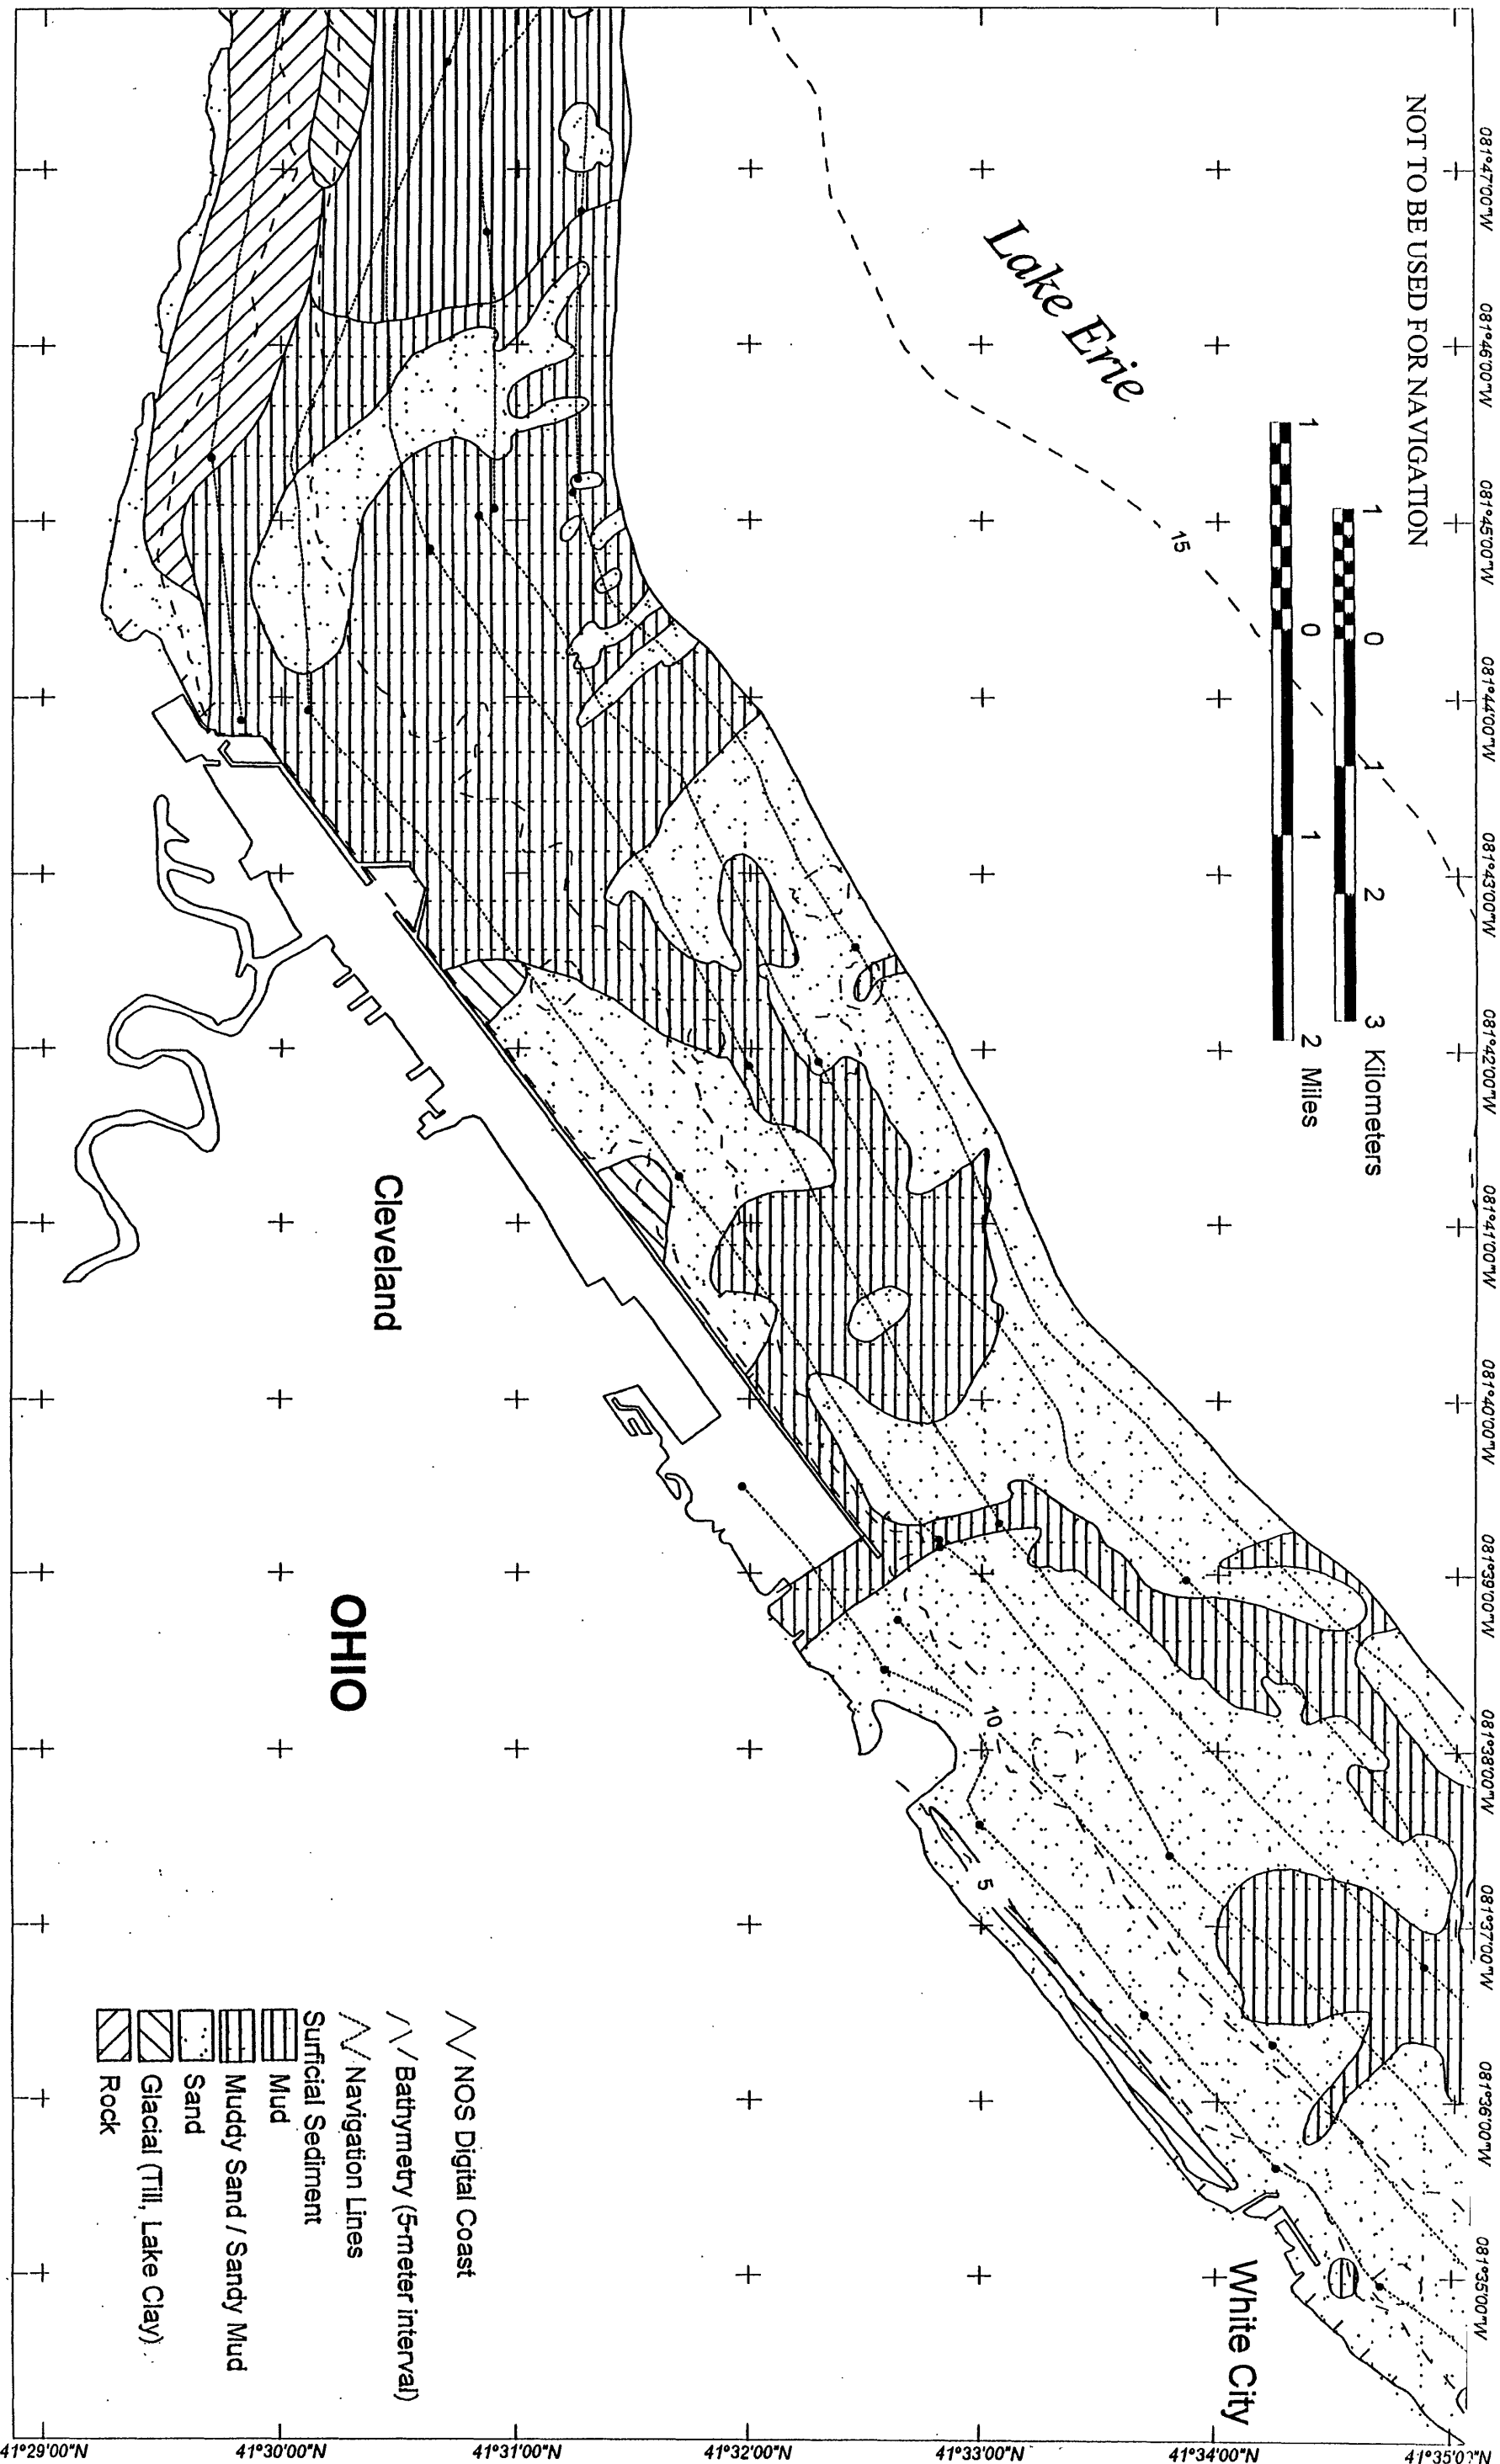 NOT TO BE USED FOR NAVIGATION
081°47'00"W
081°46'00"W
081°45'00"W
081°44'00"W
081°43'00"W
081°42'00"W
081°41'00"W
081°40'00"W
081°39'00"W
081°38'00"W
081°37'00"W
081°36'00"W
081°35'00"W
1 0 1 2 3 Kilometers
1 0 1 2 Miles
Lake Erie
15
10
5
White City
Cleveland
OHIO
NOS Digital Coast
Bathymetry (5-meter interval)
Navigation Lines
Surficial Sediment
Mud
Muddy Sand / Sandy Mud
Sand
Glacial (Till, Lake Clay)
Rock
41°35'00"N
41°34'00"N
41°33'00"N
41°32'00"N
41°31'00"N
41°30'00"N
41°29'00"N